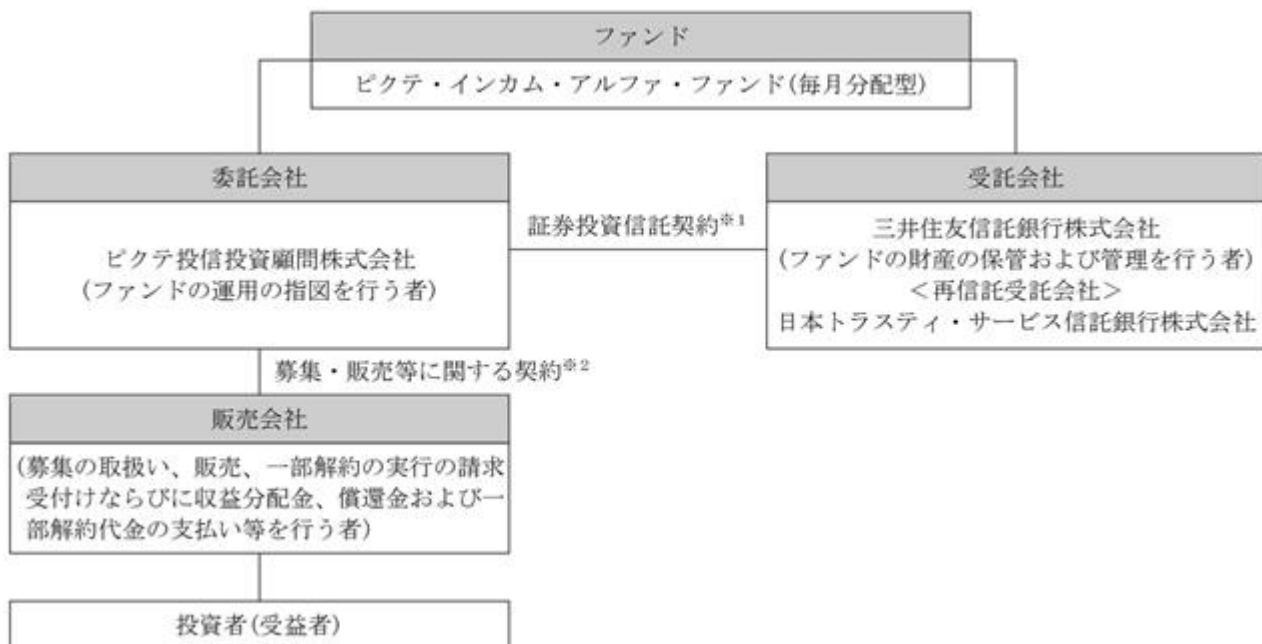 ファンド
ピクテ・インカム・アルファ・ファンド(毎月分配型)
委託会社
ピクテ投信投資顧問株式会社
(ファンドの運用の指図を行う者)
証券投資信託契約※1
受託会社
三井住友信託銀行株式会社
(ファンドの財産の保管および管理を行う者)
＜再信託受託会社＞
日本トラスティ・サービス信託銀行株式会社
募集・販売等に関する契約※2
販売会社
(募集の取扱い、販売、一部解約の実行の請求
受付けならびに収益分配金、償還金および一
部解約代金の支払い等を行う者)
投資者(受益者)